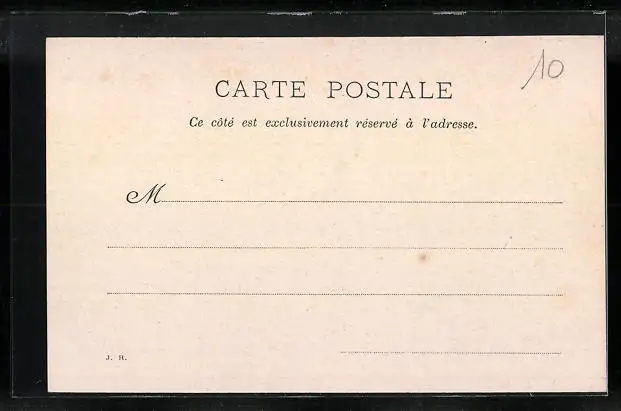 10
CARTE POSTALE
Ce côté est exclusivement réservé à l'adresse.
M
J. R.